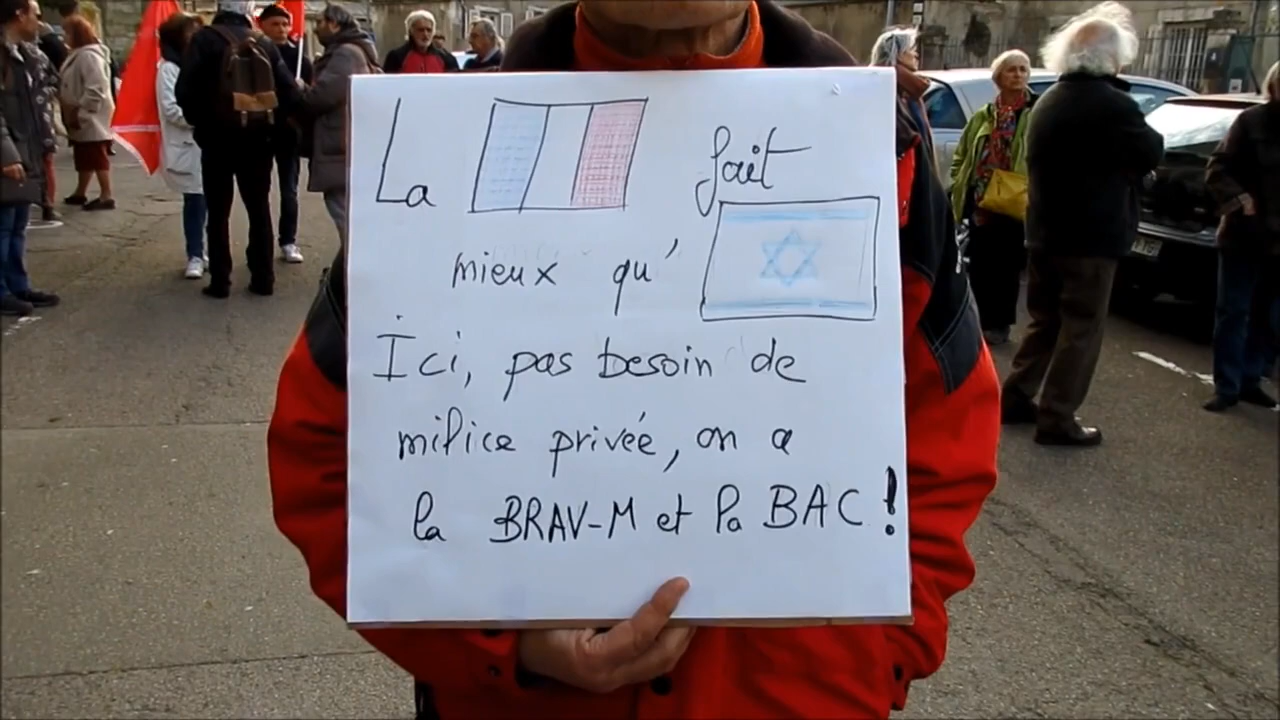 La fait
mieux qu'
Ici, pas besoin de
milice privée, on a
la BRAV-M et la BAC !